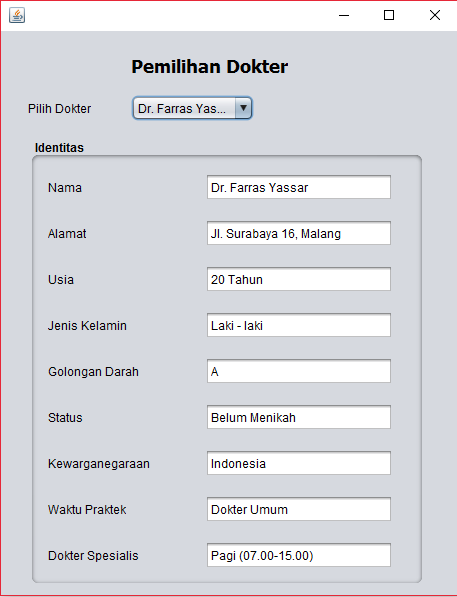 Pemilihan Dokter
Pilih Dokter Dr. Farras Yas...
Identitas
Nama Dr. Farras Yassar
Alamat Jl. Surabaya 16, Malang
Usia 20 Tahun
Jenis Kelamin Laki - laki
Golongan Darah A
Status Belum Menikah
Kewarganegaraan Indonesia
Waktu Praktek Dokter Umum
Dokter Spesialis Pagi (07.00-15.00)